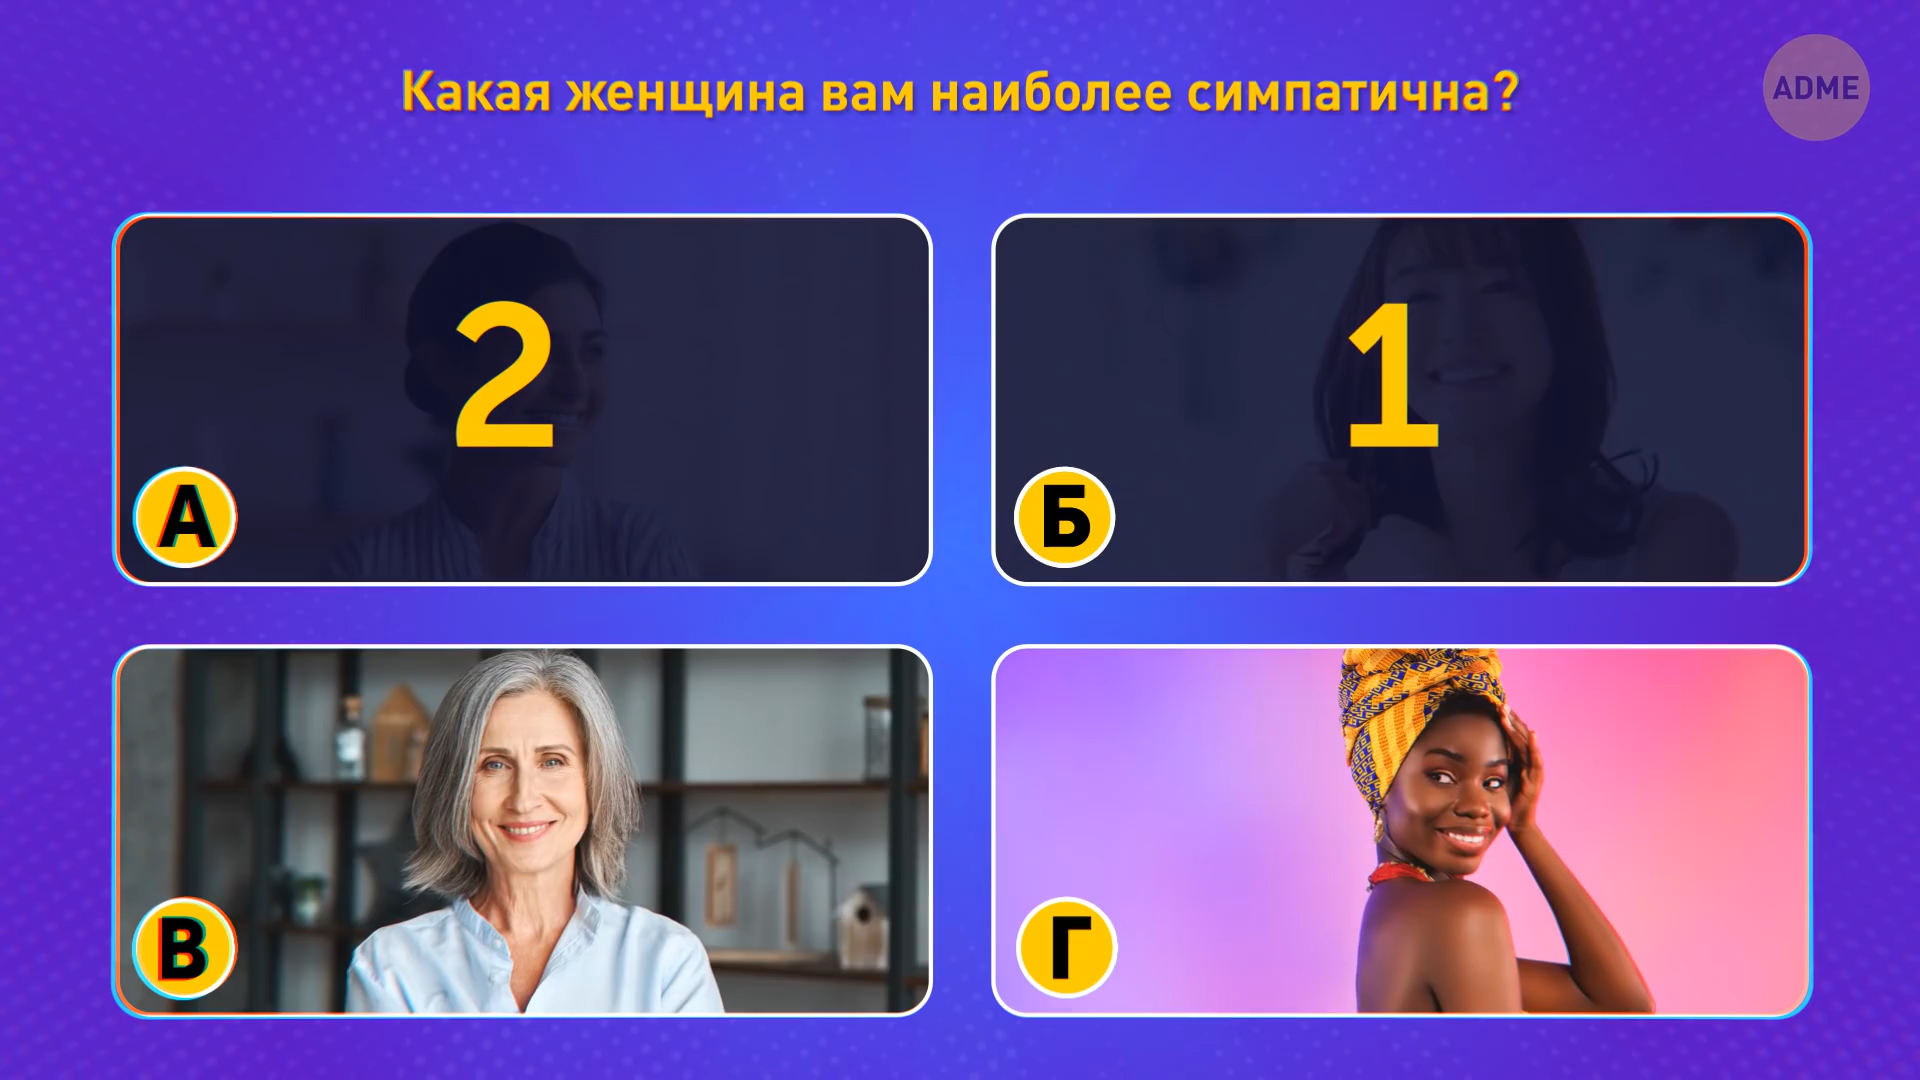 Какая женщина вам наиболее симпатична?
ADME
2
1
А
Б
В
Г